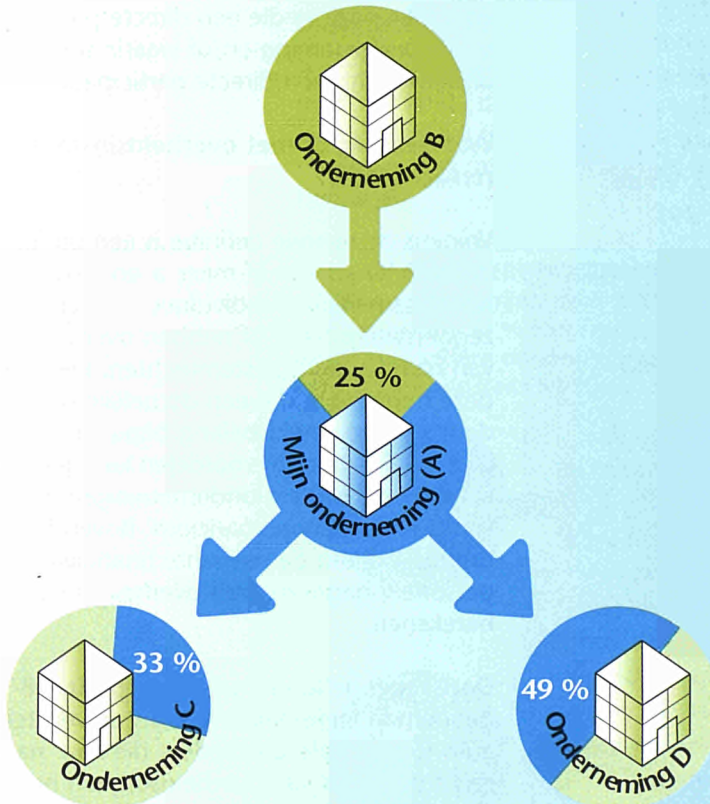 Onderneming B
25 %
Mijn onderneming (A)
33 %
Onderneming C
49 %
Onderneming D